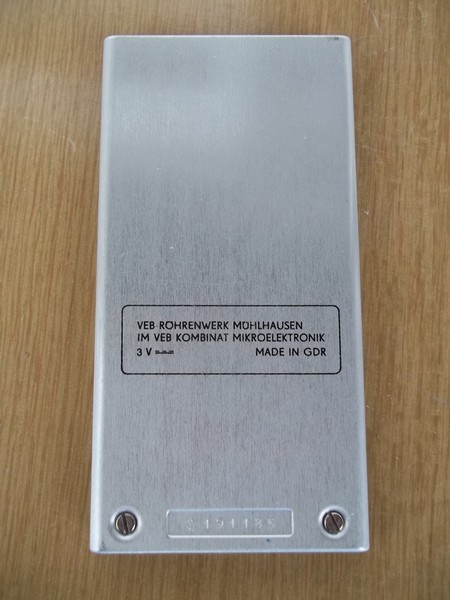 VEB RÖHRENWERK MÜHLHAUSEN
IM VEB KOMBINAT MIKROELEKTRONIK
3 V MADE IN GDR